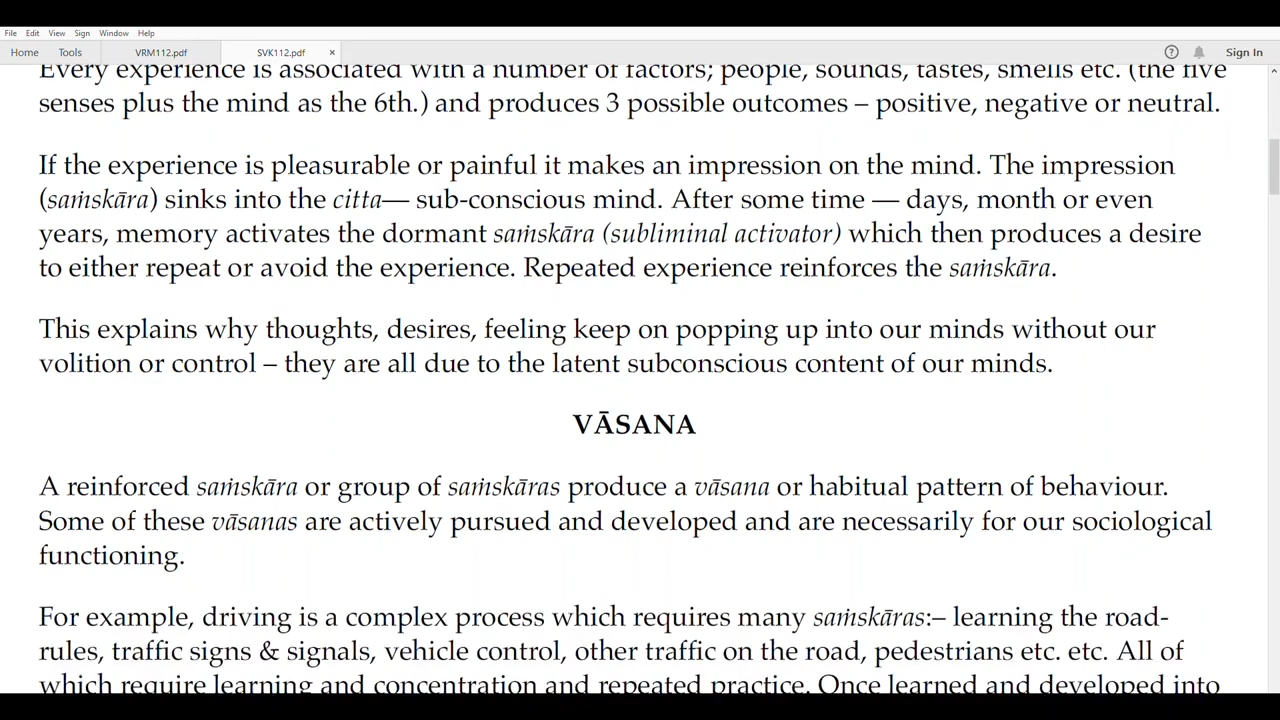 File Edit View Sign Window Help
Home Tools VRM112.pdf SVK112.pdf × Sign In
Every experience is associated with a number of factors; people, sounds, tastes, smells etc. (the five
senses plus the mind as the 6th.) and produces 3 possible outcomes – positive, negative or neutral.
If the experience is pleasurable or painful it makes an impression on the mind. The impression
(saṁskāra) sinks into the citta— sub-conscious mind. After some time — days, month or even
years, memory activates the dormant saṁskāra (subliminal activator) which then produces a desire
to either repeat or avoid the experience. Repeated experience reinforces the saṁskāra.
This explains why thoughts, desires, feeling keep on popping up into our minds without our
volition or control – they are all due to the latent subconscious content of our minds.
VĀSANA
A reinforced saṁskāra or group of saṁskāras produce a vāsana or habitual pattern of behaviour.
Some of these vāsanas are actively pursued and developed and are necessarily for our sociological
functioning.
For example, driving is a complex process which requires many saṁskāras:– learning the road-
rules, traffic signs & signals, vehicle control, other traffic on the road, pedestrians etc. etc. All of
which require learning and concentration and repeated practice. Once learned and developed into